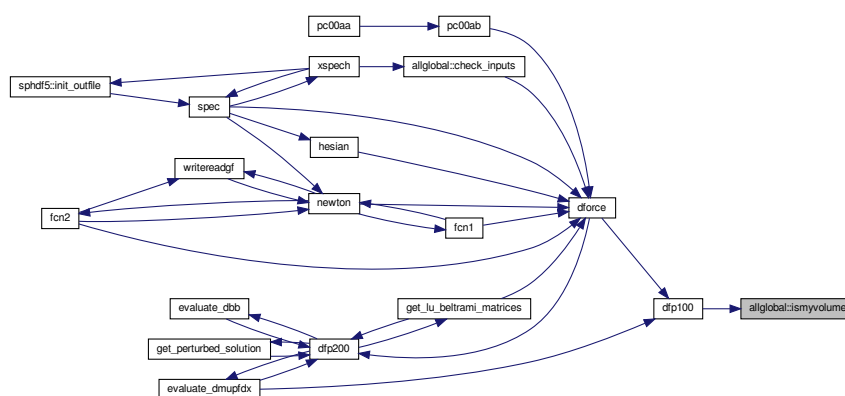 pc00aa
pc00ab
xspech
allglobal::check_inputs
sphdf5::init_outfile
spec
hesian
writereadgf
newton
dforce
fcn2
fcn1
evaluate_dbb
get_lu_beltrami_matrices
dfp100
allglobal::ismyvolume
get_perturbed_solution
dfp200
evaluate_dmupfdx